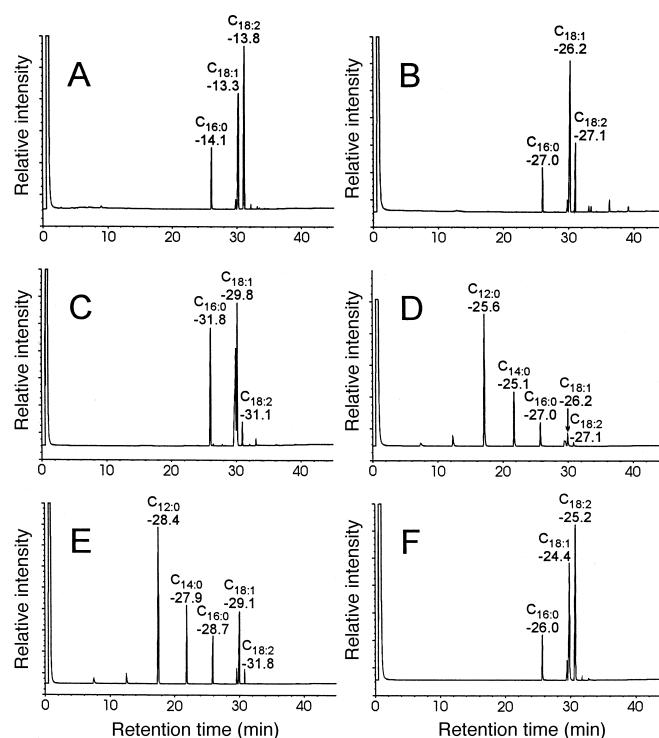 Relative intensity
A
C18:2
-13.8
C18:1
-13.3
C16:0
-14.1
0 10 20 30 40
Relative intensity
B
C18:1
-26.2
C18:2
-27.1
C16:0
-27.0
0 10 20 30 40
Relative intensity
C
C18:1
-29.8
C16:0
-31.8
C18:2
-31.1
0 10 20 30 40
Relative intensity
D
C12:0
-25.6
C14:0
-25.1
C16:0
-27.0
C18:1
-26.2
C18:2
-27.1
0 10 20 30 40
Relative intensity
E
C12:0
-28.4
C14:0
-27.9
C16:0
-28.7
C18:1
-29.1
C18:2
-31.8
0 10 20 30 40
Retention time (min)
Relative intensity
F
C18:2
-25.2
C18:1
-24.4
C16:0
-26.0
0 10 20 30 40
Retention time (min)